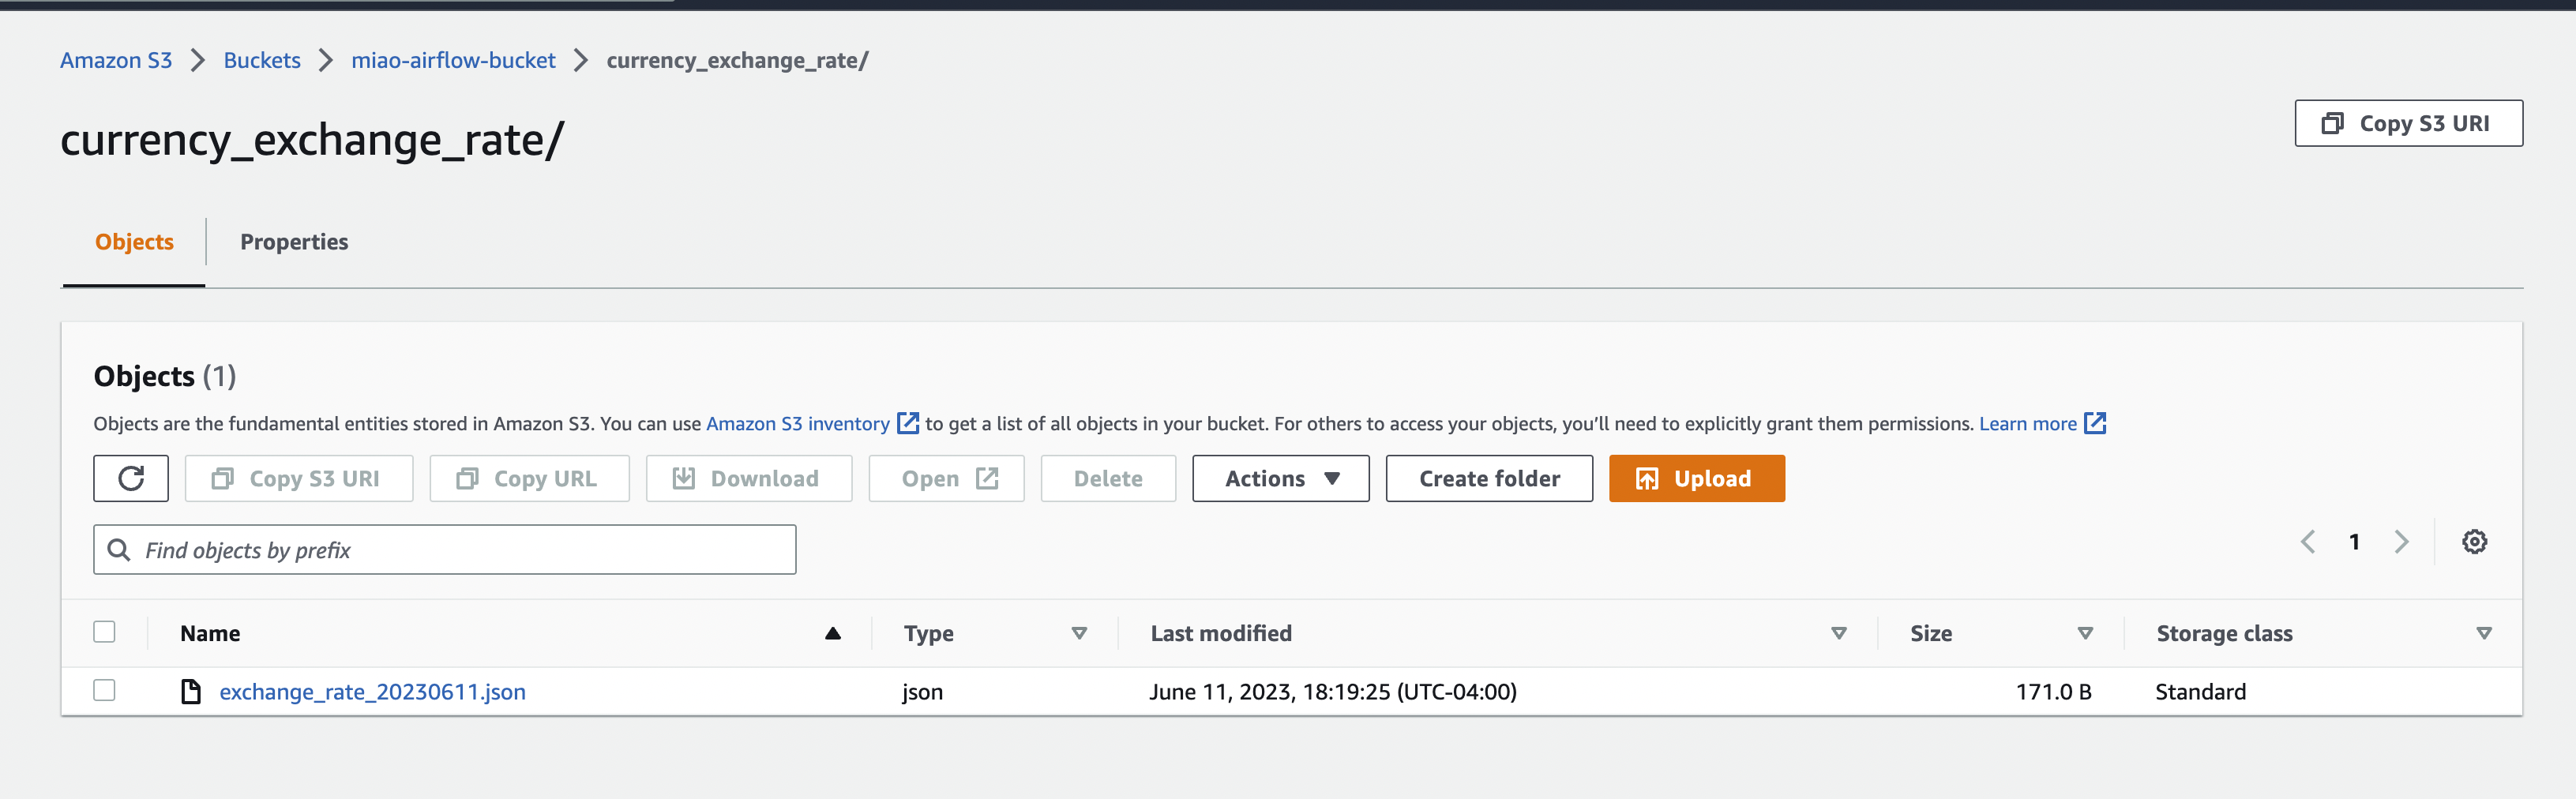 Amazon S3 > Buckets > miao-airflow-bucket > currency_exchange_rate/
currency_exchange_rate/
Copy S3 URI
Objects Properties
Objects (1)
Objects are the fundamental entities stored in Amazon S3. You can use Amazon S3 inventory to get a list of all objects in your bucket. For others to access your objects, you’ll need to explicitly grant them permissions. Learn more
Copy S3 URI Copy URL Download Open Delete Actions Create folder Upload
Find objects by prefix
1
Name Type Last modified Size Storage class
exchange_rate_20230611.json json June 11, 2023, 18:19:25 (UTC-04:00) 171.0 B Standard